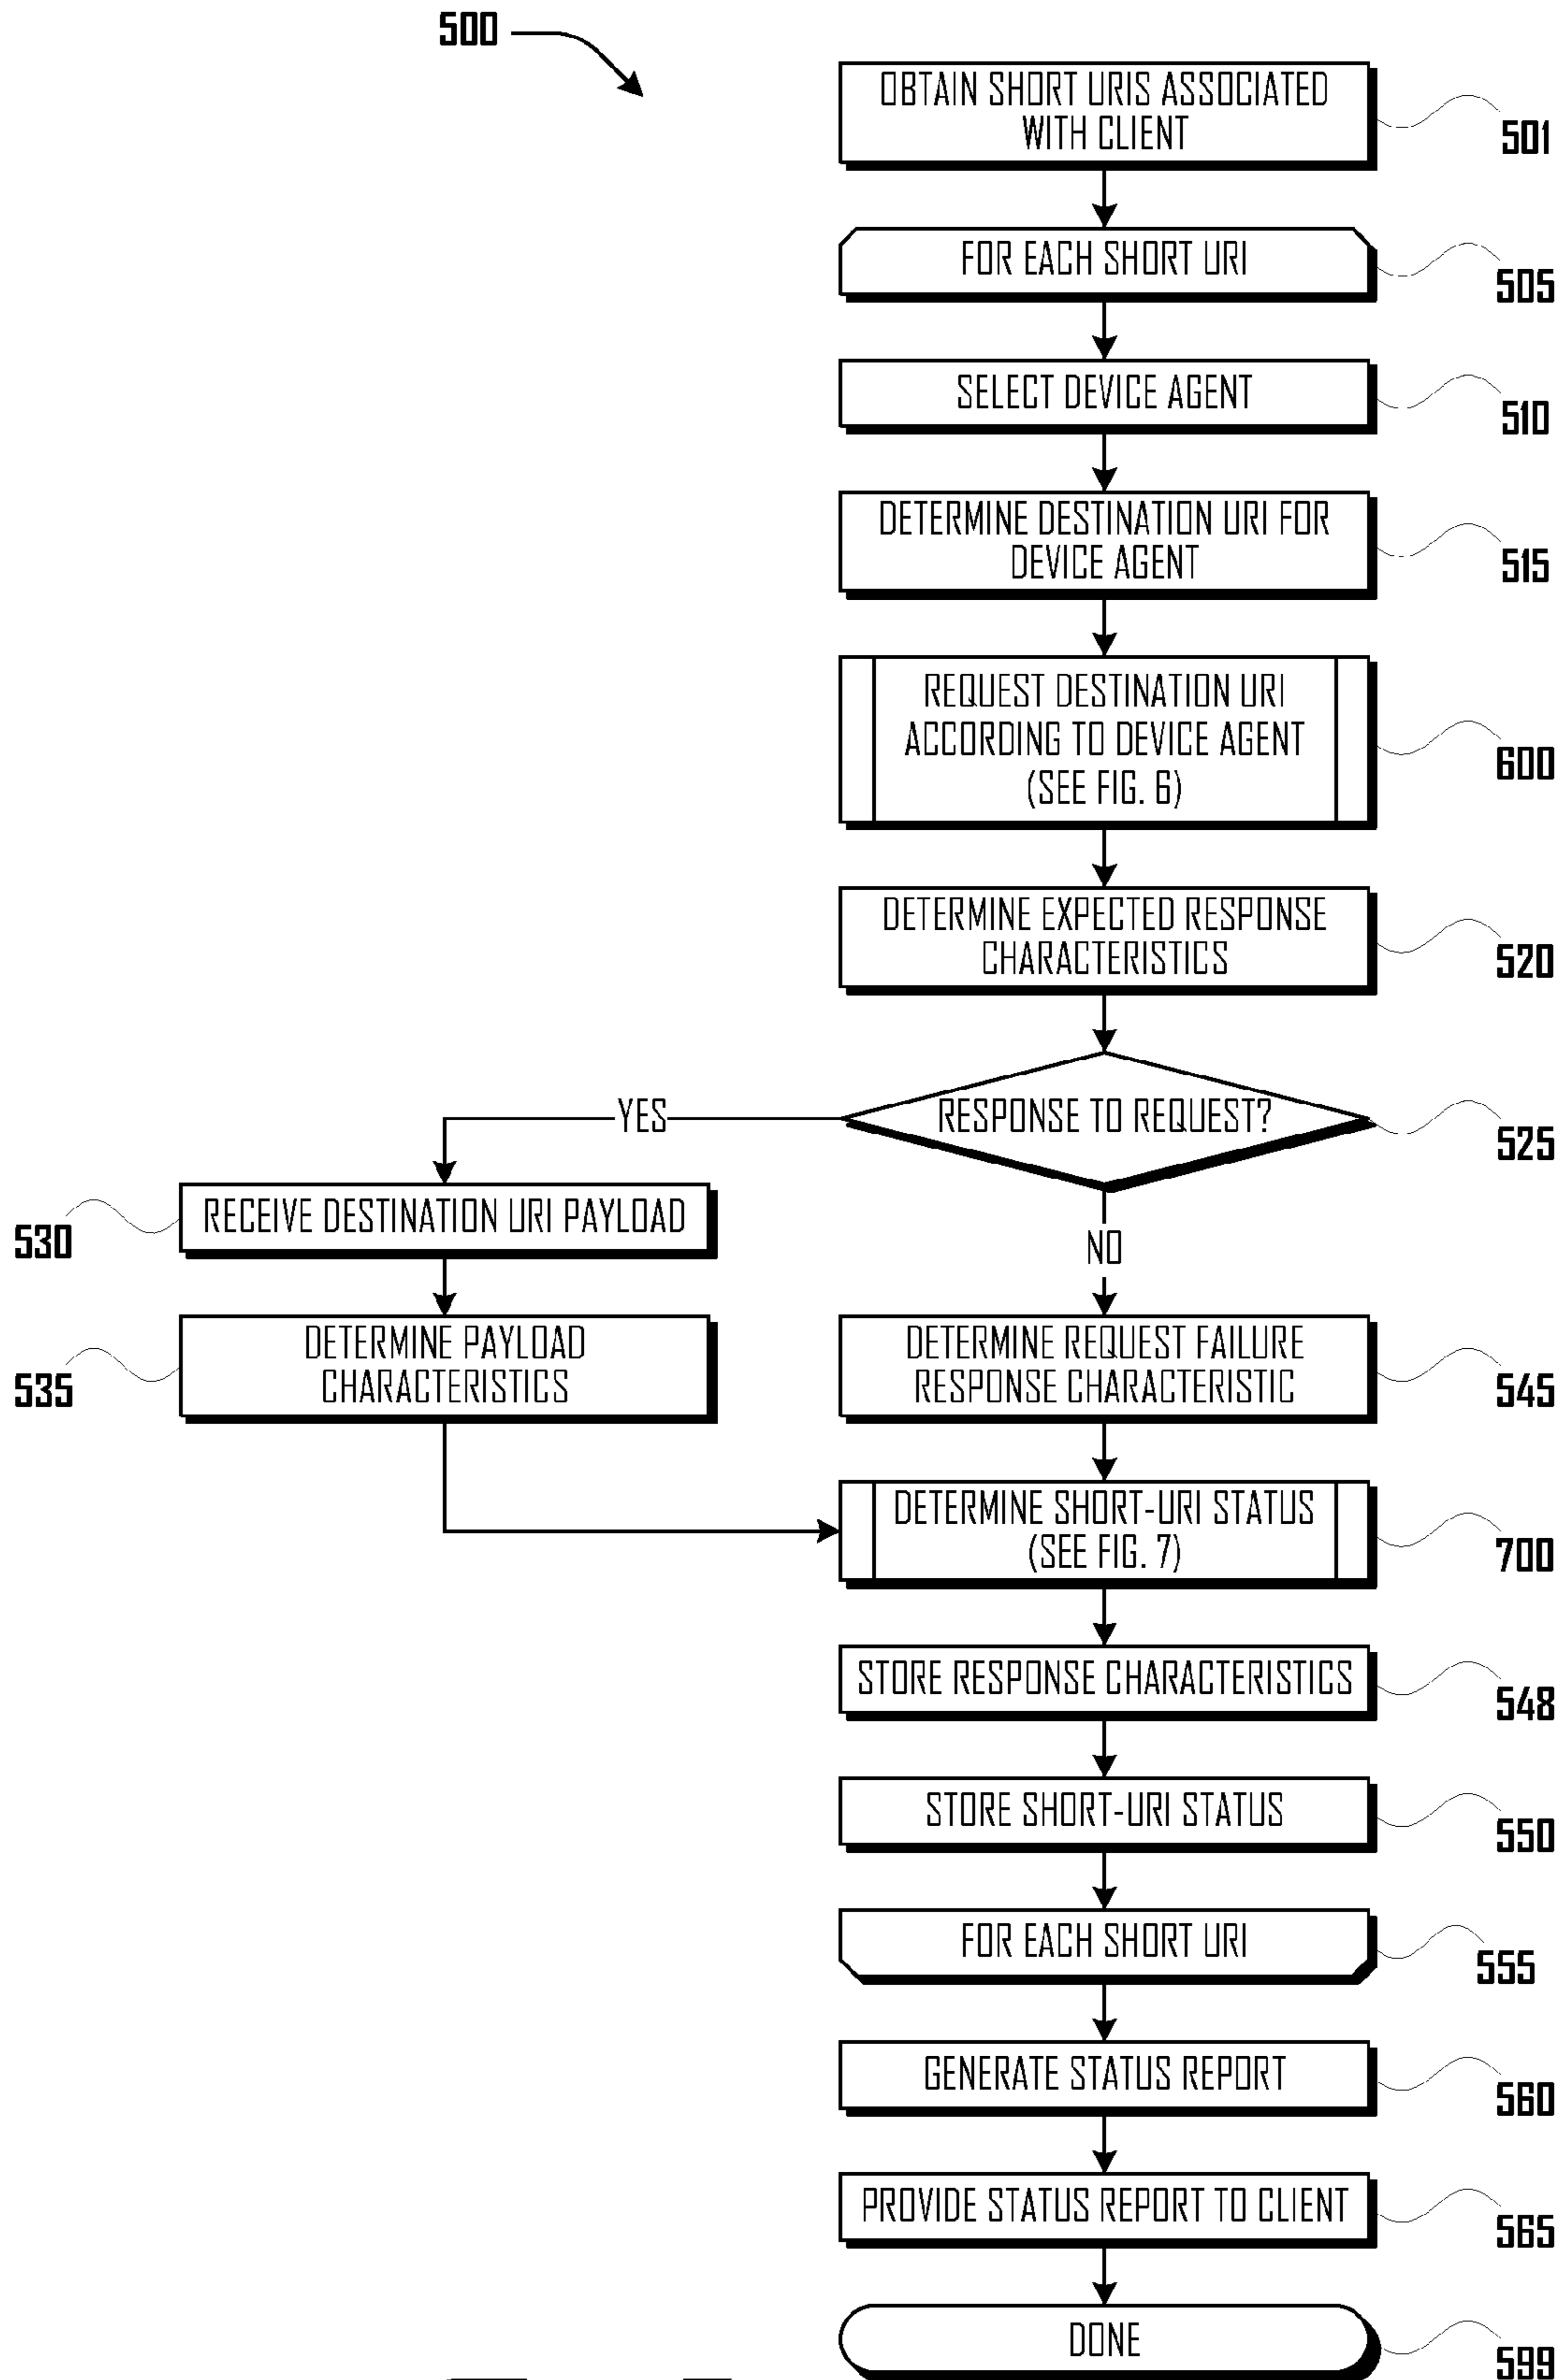 500
OBTAIN SHORT URIS ASSOCIATED
WITH CLIENT
501
FOR EACH SHORT URI
505
SELECT DEVICE AGENT
510
DETERMINE DESTINATION URI FOR
DEVICE AGENT
515
REQUEST DESTINATION URI
ACCORDING TO DEVICE AGENT
(SEE FIG. 6)
600
DETERMINE EXPECTED RESPONSE
CHARACTERISTICS
520
RESPONSE TO REQUEST?
525
YES
NO
RECEIVE DESTINATION URI PAYLOAD
530
DETERMINE PAYLOAD
CHARACTERISTICS
535
DETERMINE REQUEST FAILURE
RESPONSE CHARACTERISTIC
545
DETERMINE SHORT-URI STATUS
(SEE FIG. 7)
700
STORE RESPONSE CHARACTERISTICS
548
STORE SHORT-URI STATUS
550
FOR EACH SHORT URI
555
GENERATE STATUS REPORT
560
PROVIDE STATUS REPORT TO CLIENT
565
DONE
599